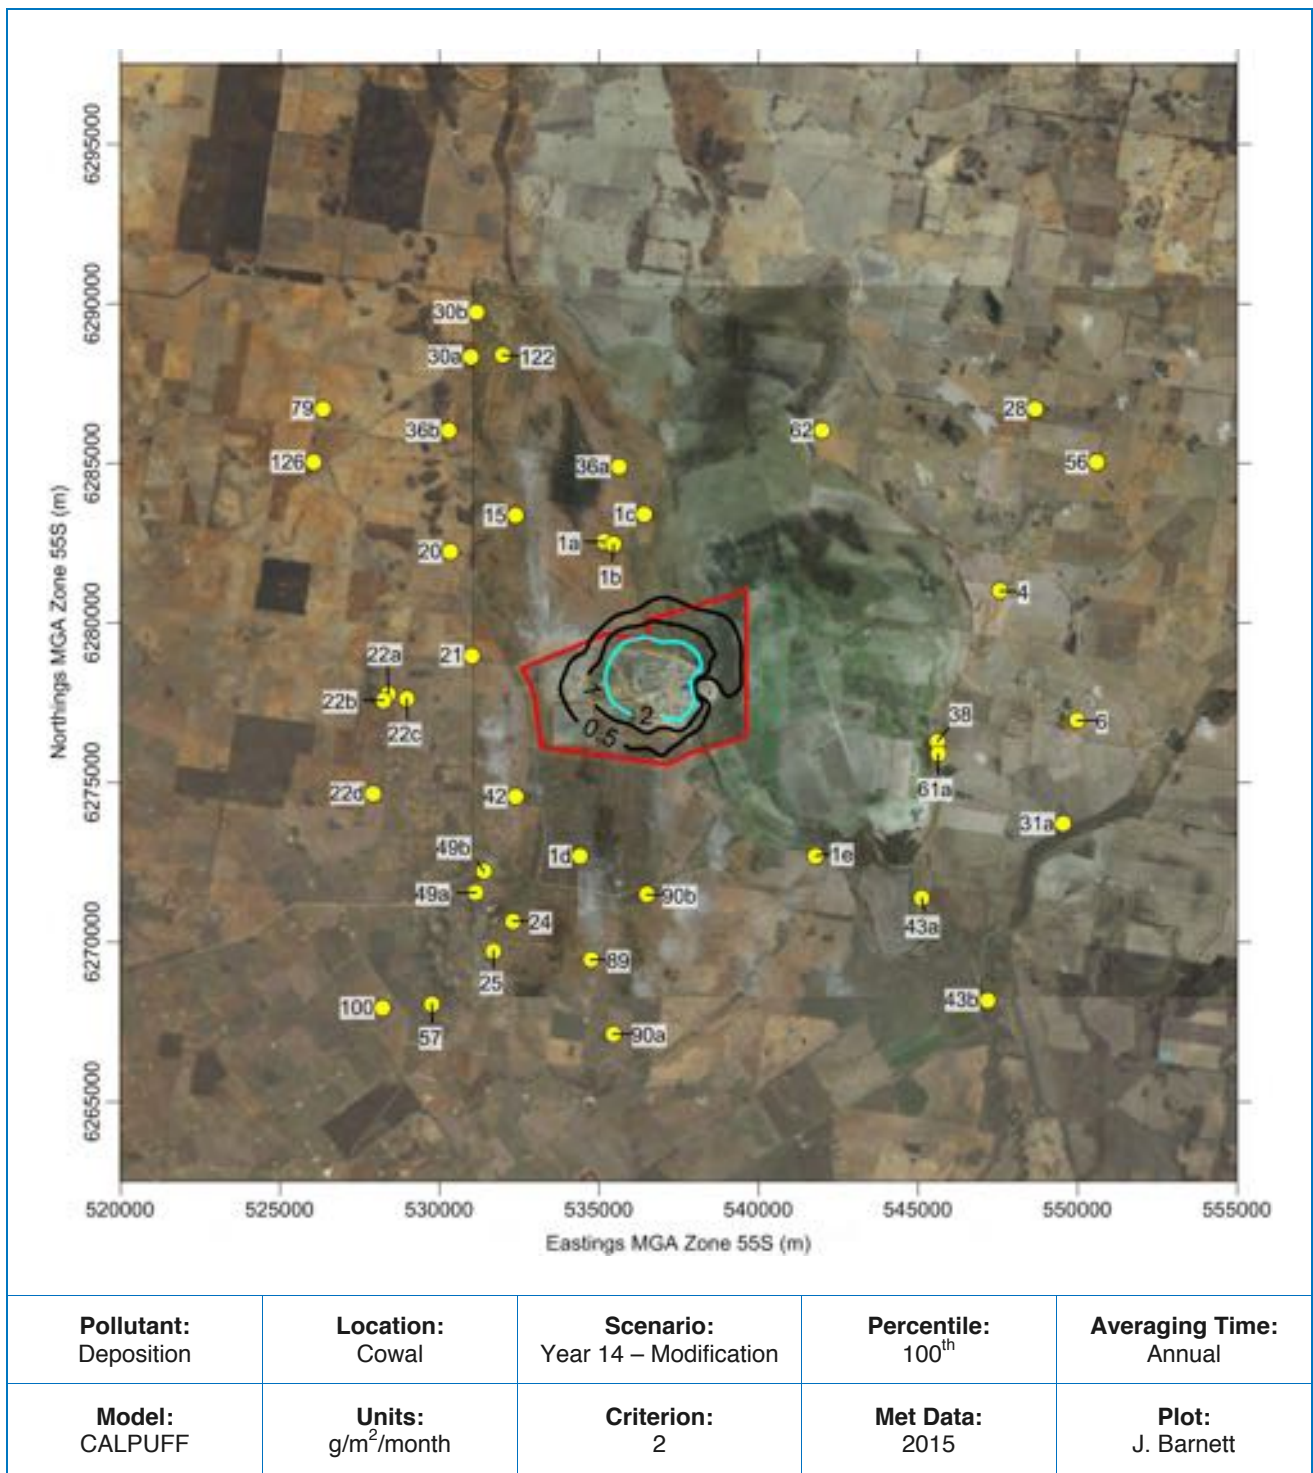 6295000
6290000
6285000
6280000
6275000
6270000
6265000
Northings MGA Zone 55S (m)
30b
30a
122
79
36b
126
28
62
56
36a
15
1c
1a
20
1b
4
22a
21
22b
22c
1
2
0.5
38
6
61a
22d
42
31a
49b
1d
1e
49a
90b
24
43a
25
89
100
57
43b
90a
520000 525000 530000 535000 540000 545000 550000 555000
Eastings MGA Zone 55S (m)
Pollutant: Location: Scenario: Percentile: Averaging Time:
Deposition Cowal Year 14 – Modification 100th Annual
Model: Units: Criterion: Met Data: Plot:
CALPUFF g/m2/month 2 2015 J. Barnett